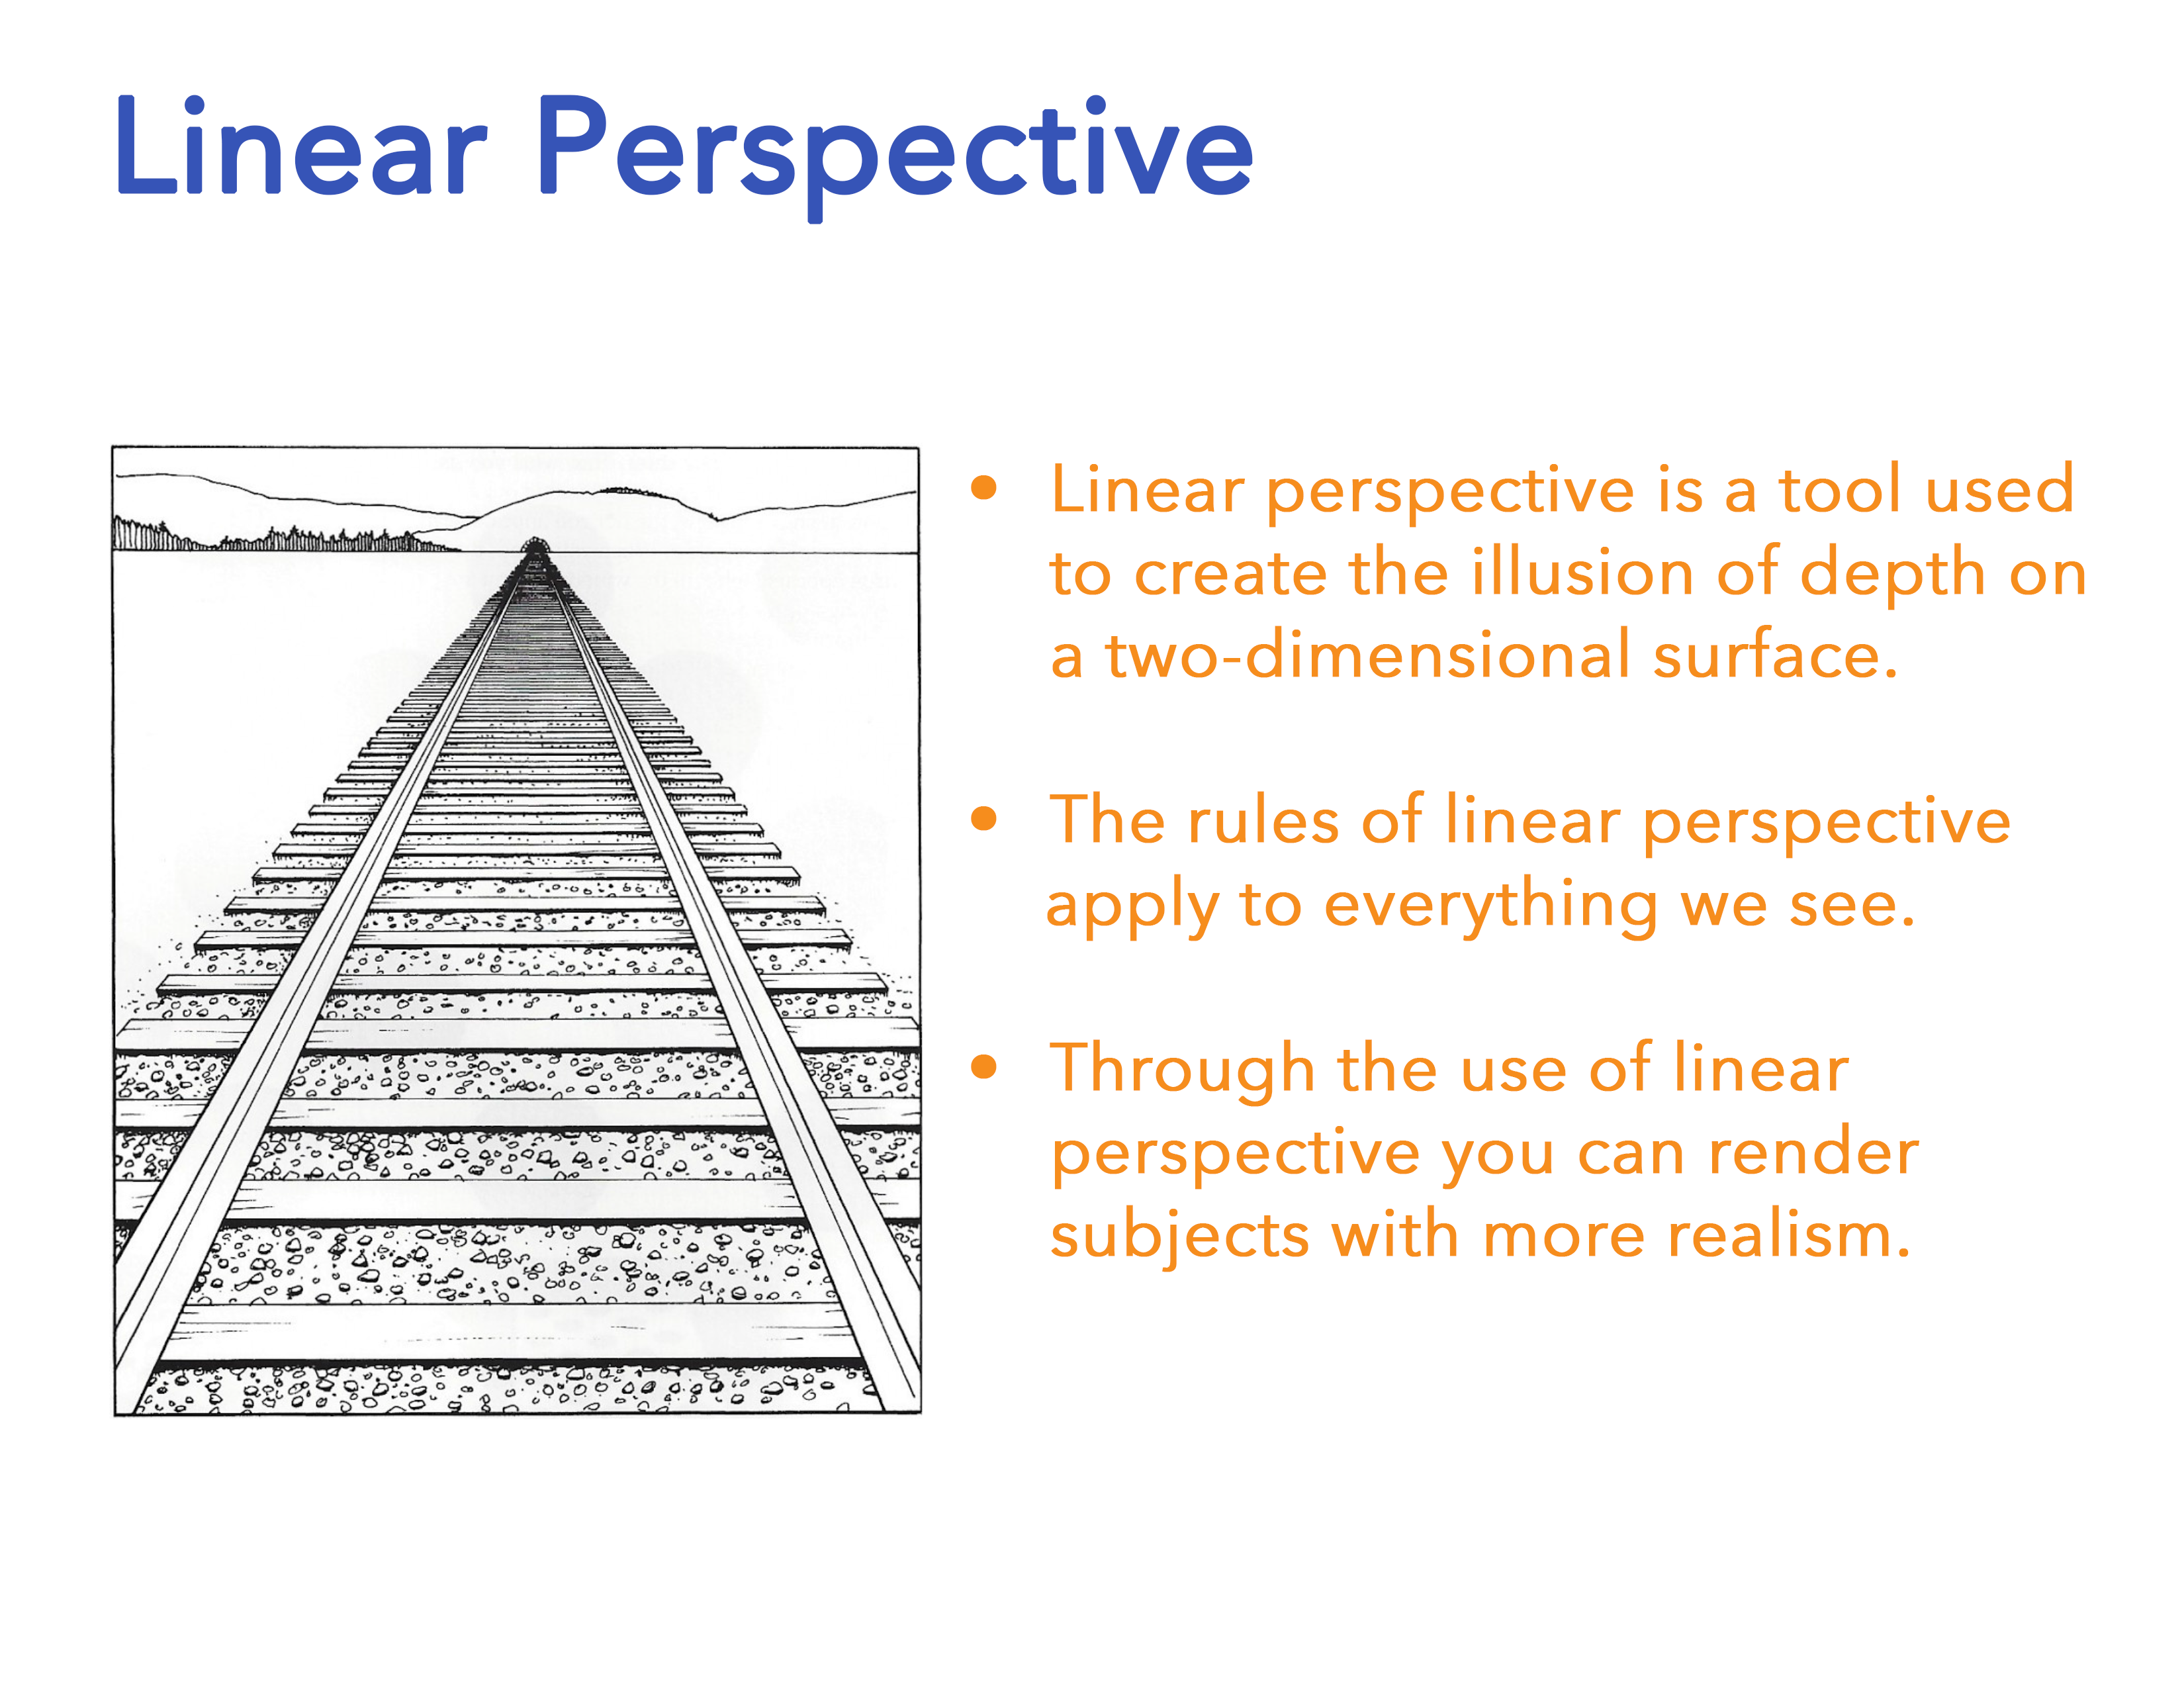 Linear Perspective
• Linear perspective is a tool used
to create the illusion of depth on
a two-dimensional surface.
• The rules of linear perspective
apply to everything we see.
• Through the use of linear
perspective you can render
subjects with more realism.